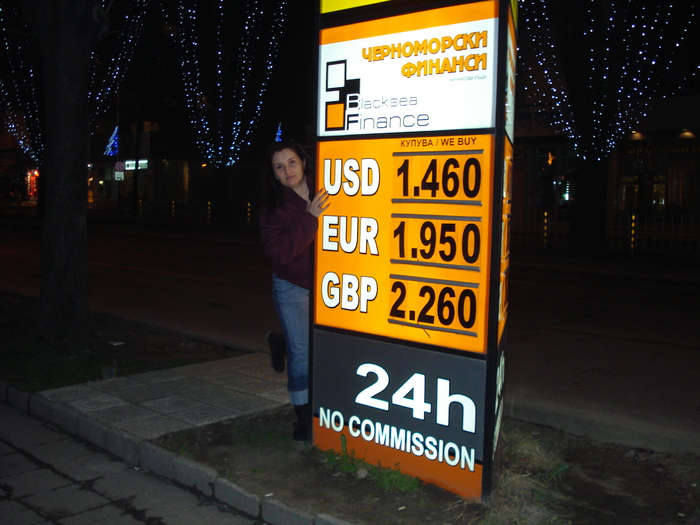 ЧЕРНОМОРСКИ
ФИНАНСИ
Blacksea
Finance
КУПУВА / WE BUY
USD 1.460
EUR 1.950
GBP 2.260
24h
NO COMMISSION